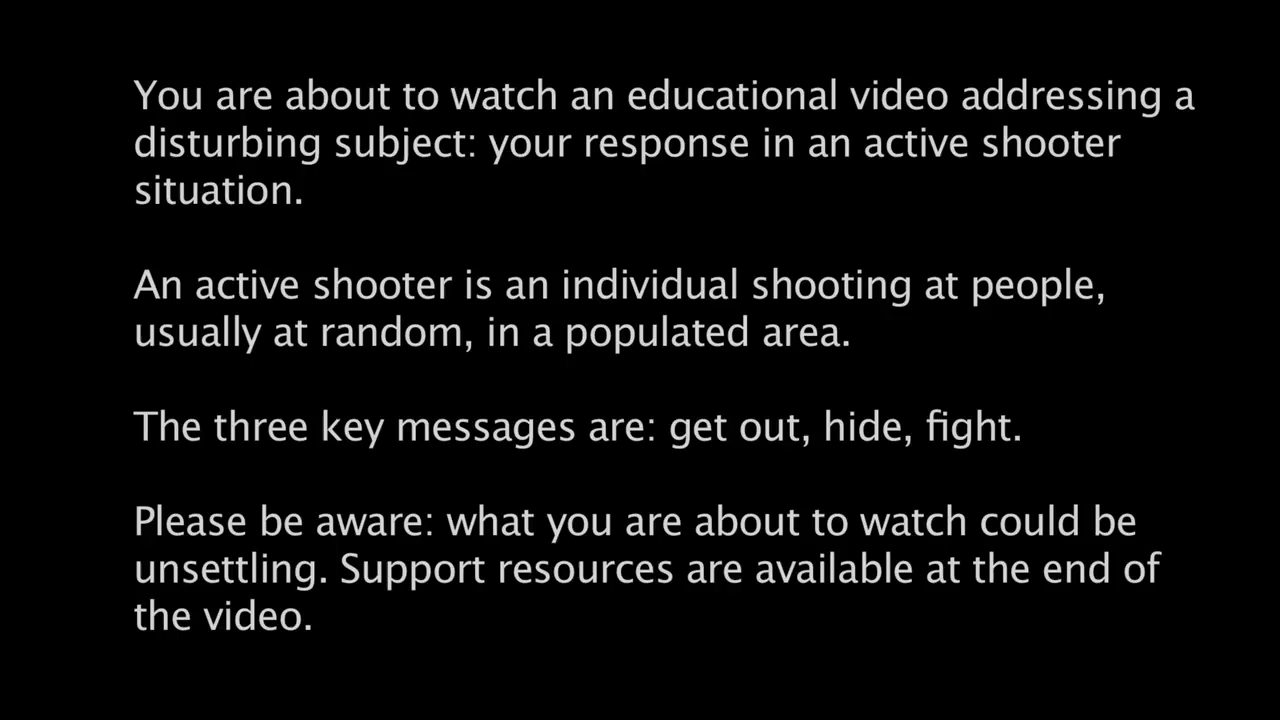 You are about to watch an educational video addressing a
disturbing subject: your response in an active shooter
situation.
An active shooter is an individual shooting at people,
usually at random, in a populated area.
The three key messages are: get out, hide, fight.
Please be aware: what you are about to watch could be
unsettling. Support resources are available at the end of
the video.